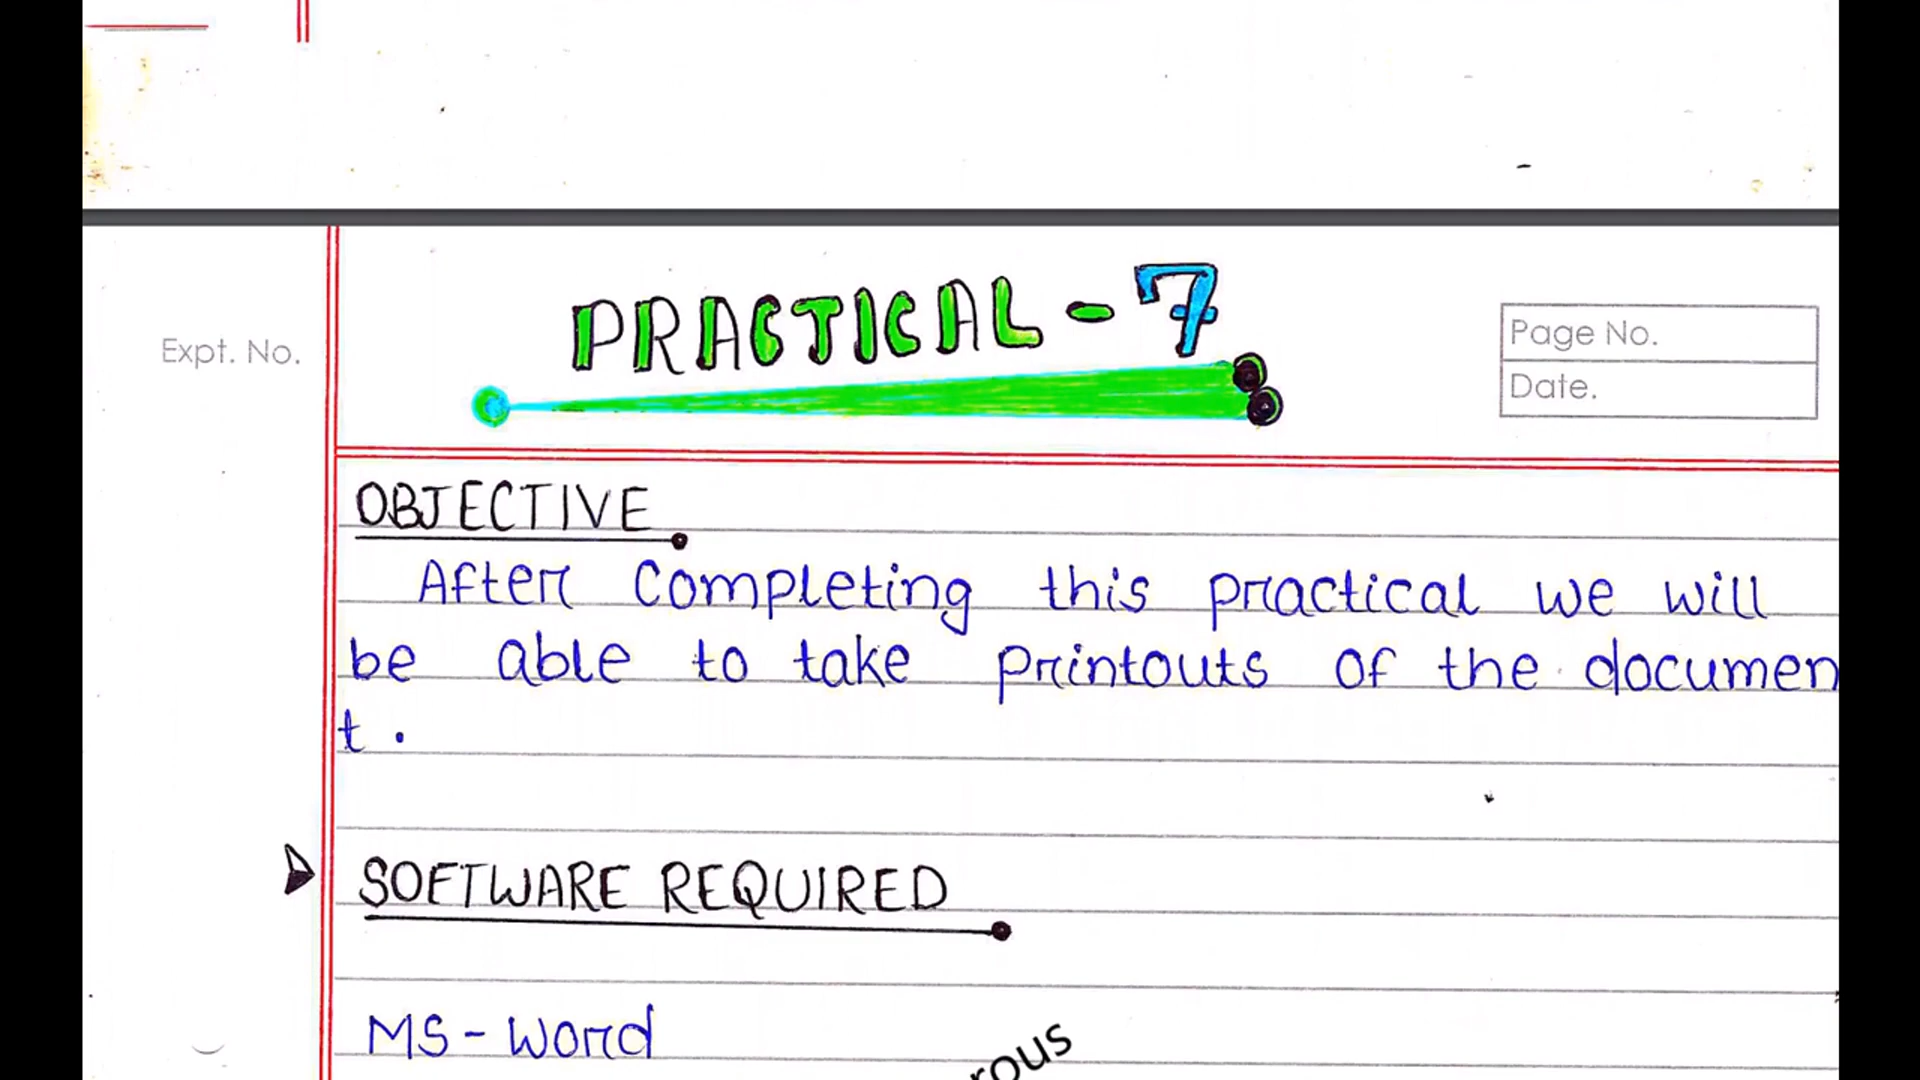 PRACTICAL - 7
Expt. No.
Page No.
Date.
OBJECTIVE
After completing this practical we will
be able to take printouts of the documen
t.
SOFTWARE REQUIRED
MS - Word